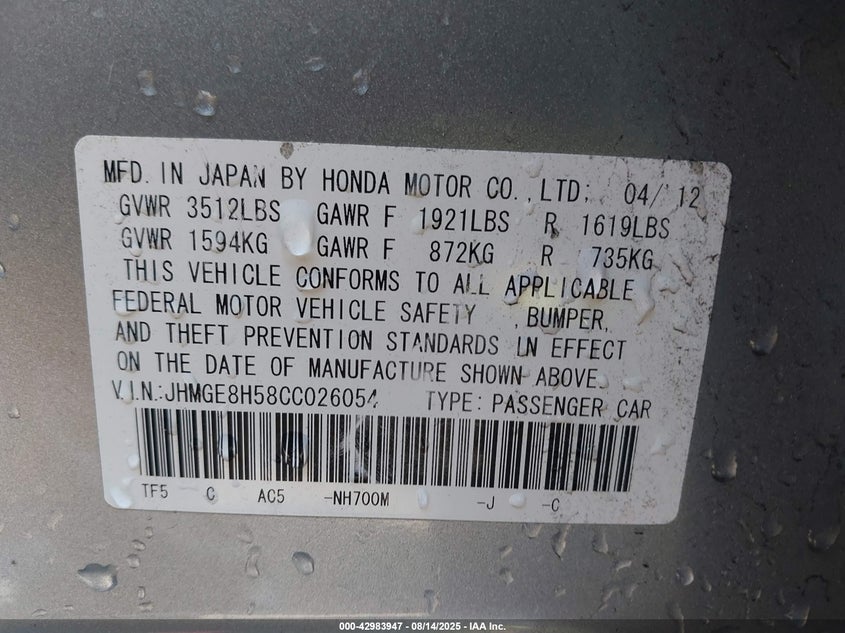 MFD. IN JAPAN BY HONDA MOTOR CO.,LTD; 04/12
GVWR 3512LBS GAWR F 1921LBS R 1619LBS
GVWR 1594KG GAWR F 872KG R 735KG
THIS VEHICLE CONFORMS TO ALL APPLICABLE
FEDERAL MOTOR VEHICLE SAFETY , BUMPER,
AND THEFT PREVENTION STANDARDS IN EFFECT
ON THE DATE OF MANUFACTURE SHOWN ABOVE.
V.I.N.:JHMGE8H58CC026054 TYPE:PASSENGER CAR
TF5 C AC5 -NH700M -J -C
000-42983947 - 08/14/2025 - IAA Inc.